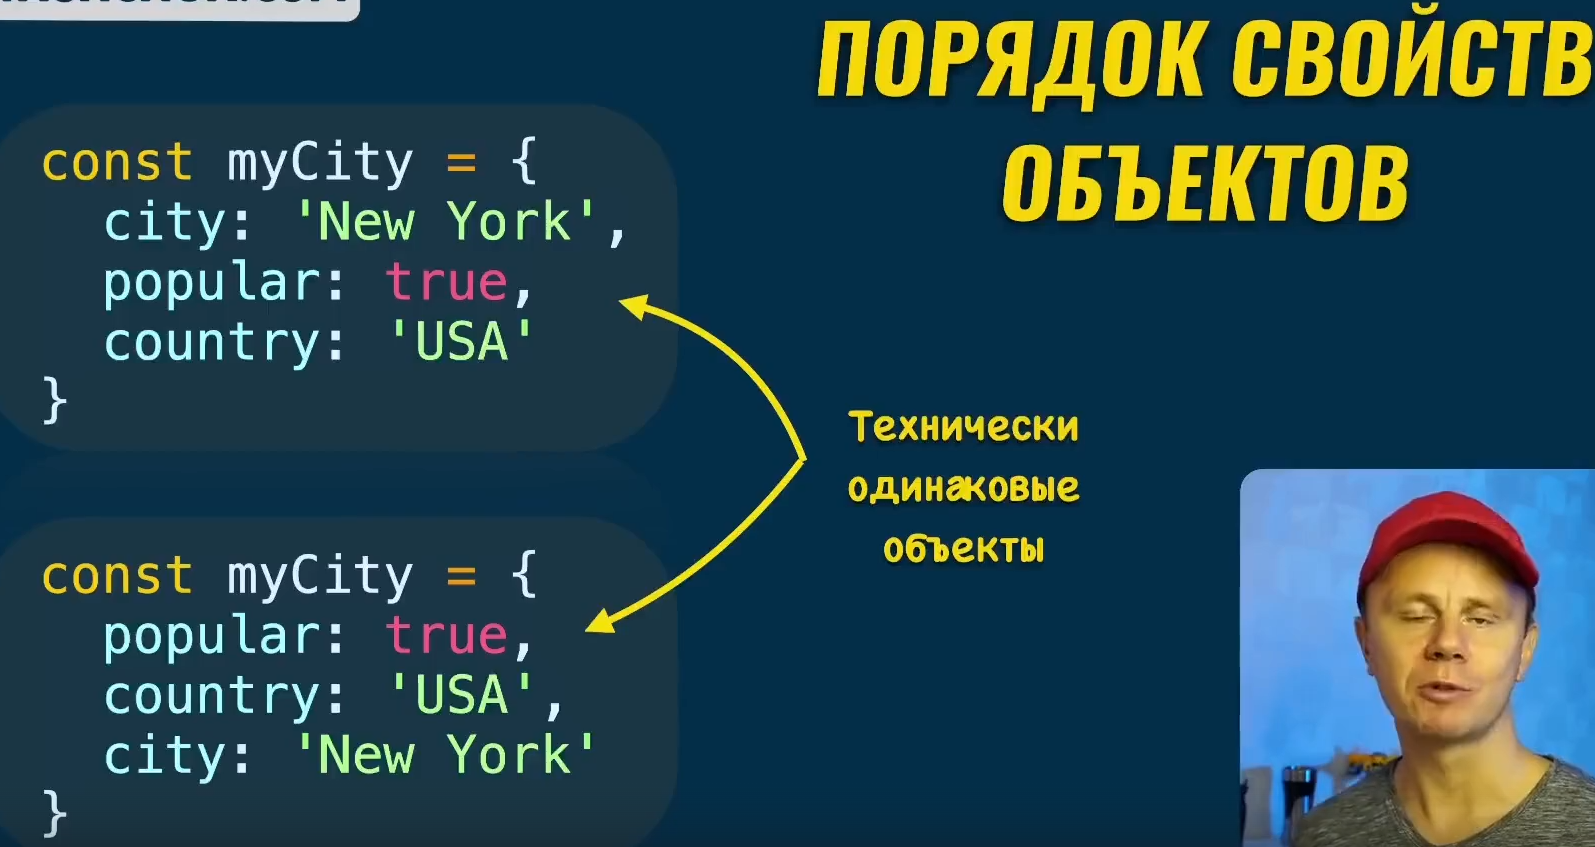 ПОРЯДОК СВОЙСТВ
ОБЪЕКТОВ
const myCity = {
  city: 'New York',
  popular: true,
  country: 'USA'
}
Технически
одинаковые
объекты
const myCity = {
  popular: true,
  country: 'USA',
  city: 'New York'
}